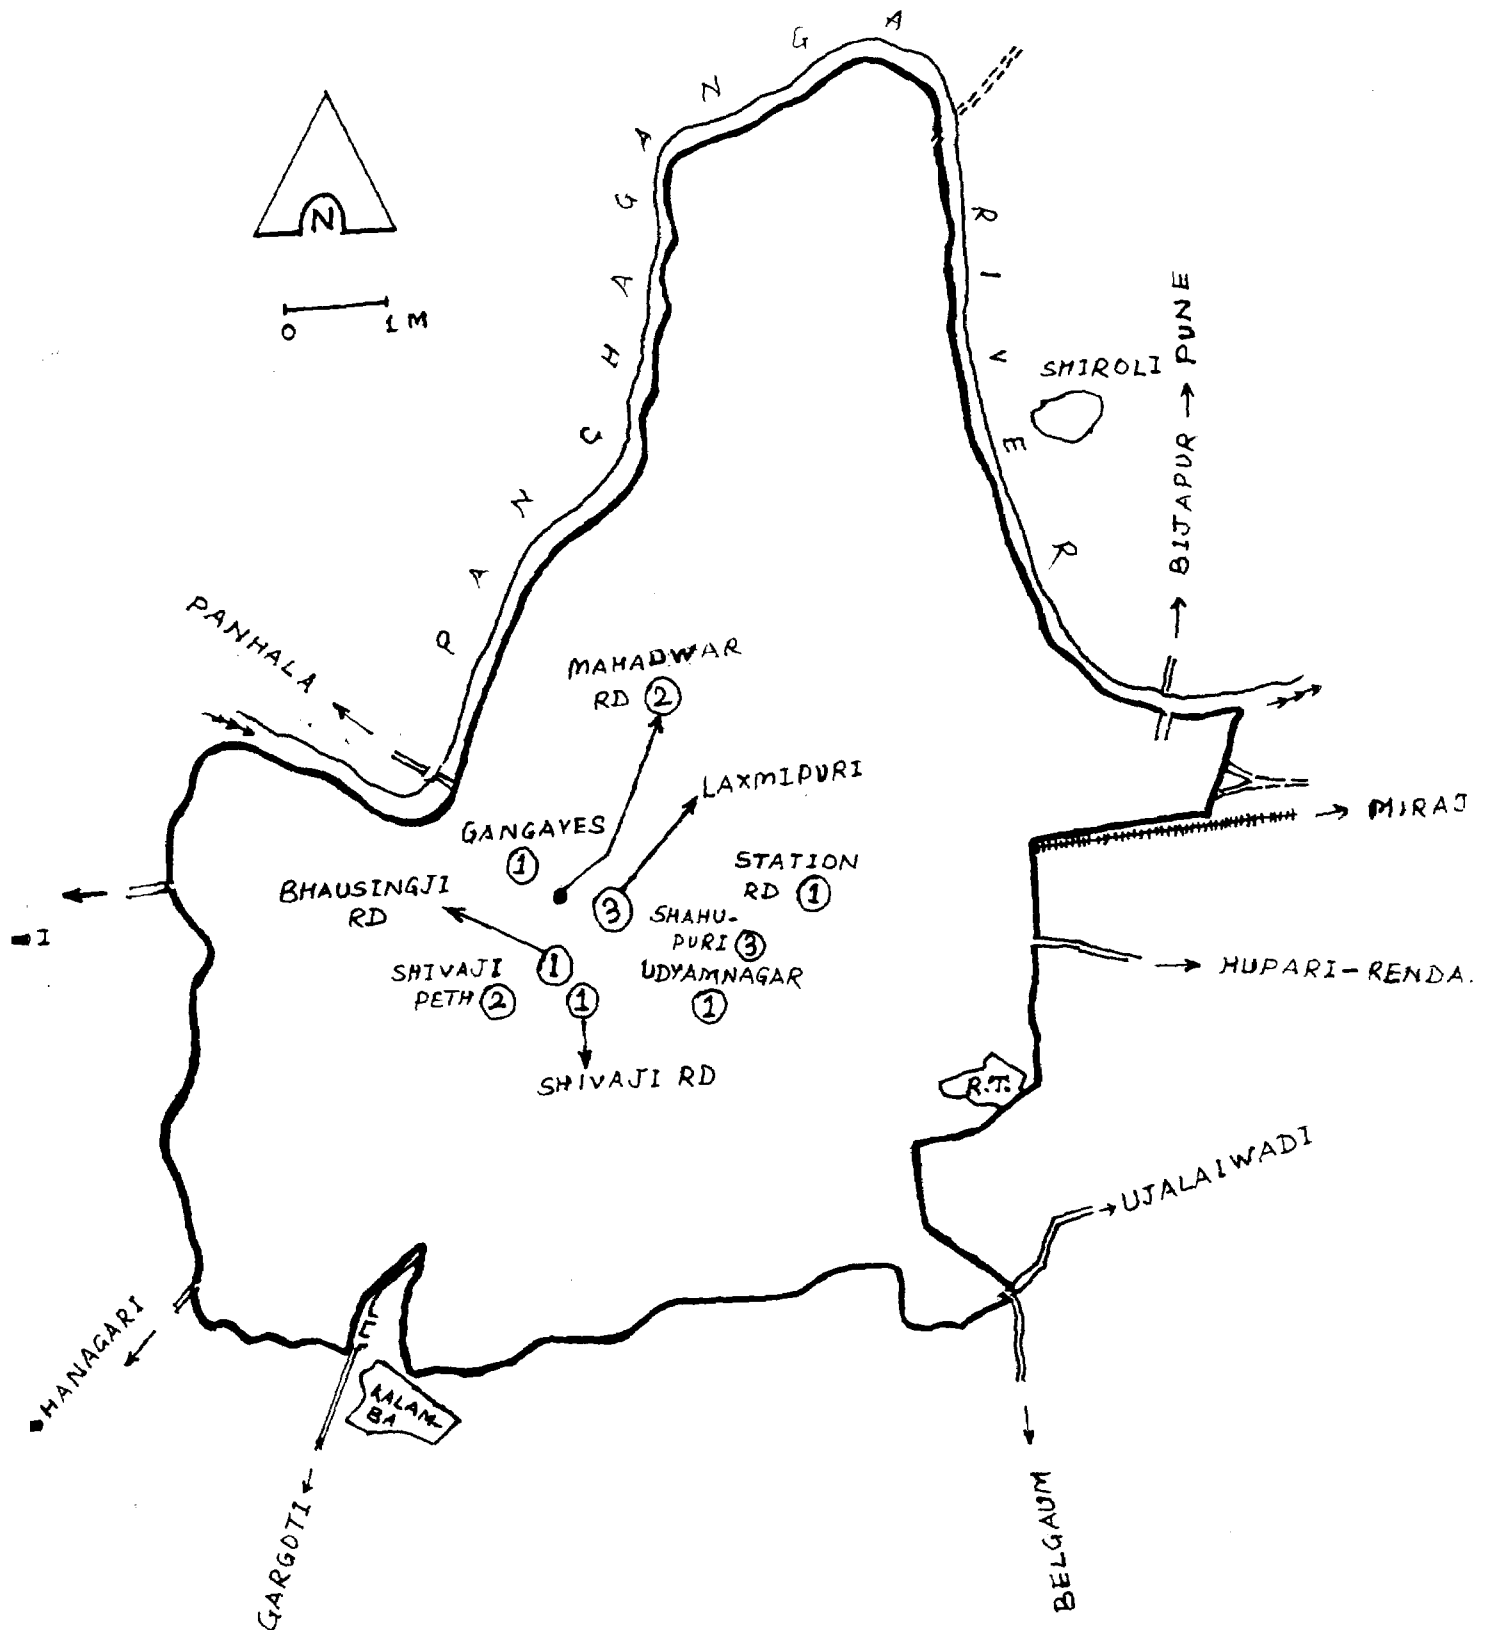 N
0 1 M
PANCHAGANGA RIVER
SHIROLI
BIJAPUR → PUNE
PANHALA
MAHADWAR
RD 2
LAXMIPURI
MIRAJ
GANGAVES
1
STATION
RD 1
BHAUSINGJI
RD
3
SHAHU-
PURI 3
I
SHIVAJI
PETH 2
1
1
UDYAMNAGAR
1
HUPARI-RENDA.
SHIVAJI RD
R.T.
UJALAIWADI
HANAGARI
KALAM-
BA
GARGOTI
BELGAUM